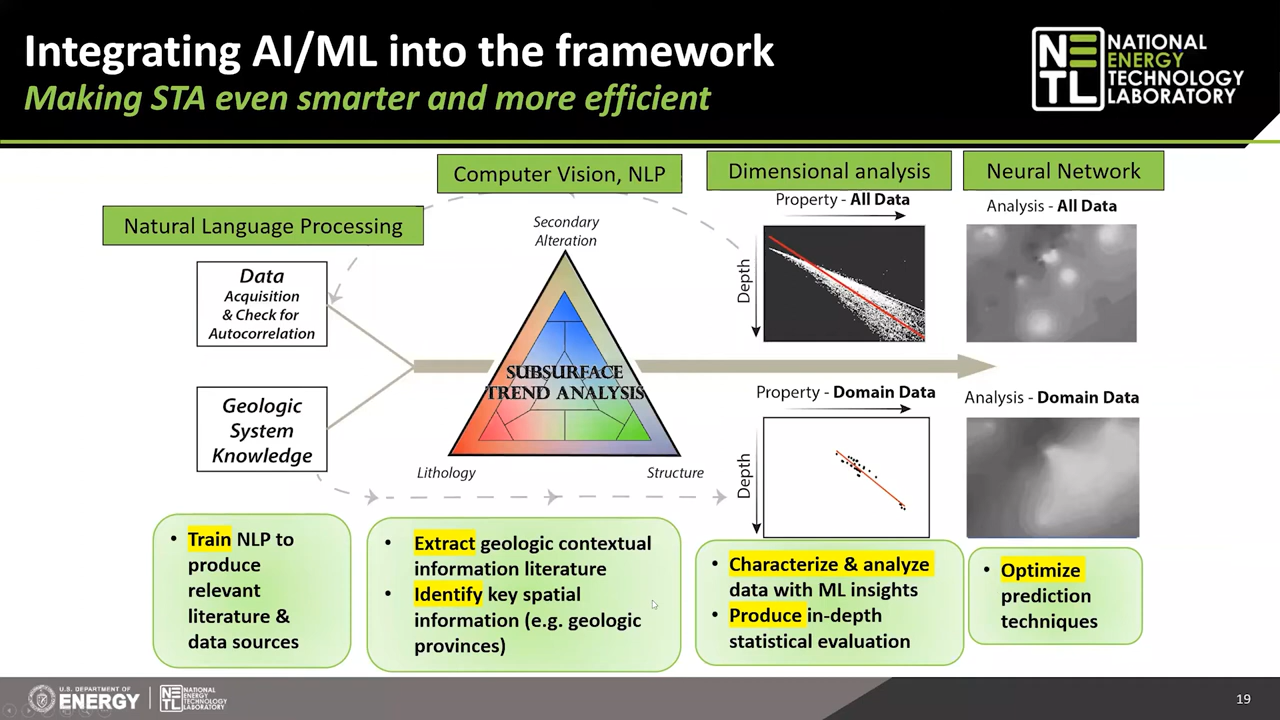 Integrating AI/ML into the framework
Making STA even smarter and more efficient
NETL
NATIONAL
ENERGY
TECHNOLOGY
LABORATORY
Natural Language Processing
Computer Vision, NLP
Dimensional analysis
Neural Network
Data
Acquisition
& Check for
Autocorrelation
Geologic
System
Knowledge
Secondary
Alteration
SUBSURFACE
TREND ANALYSIS
Lithology
Structure
Property - All Data
Depth
Property - Domain Data
Depth
Analysis - All Data
Analysis - Domain Data
• Train NLP to
produce
relevant
literature &
data sources
• Extract geologic contextual
information literature
• Identify key spatial
information (e.g. geologic
provinces)
• Characterize & analyze
data with ML insights
• Produce in-depth
statistical evaluation
• Optimize
prediction
techniques
U.S. DEPARTMENT OF
ENERGY
NETL
NATIONAL
ENERGY
TECHNOLOGY
LABORATORY
19